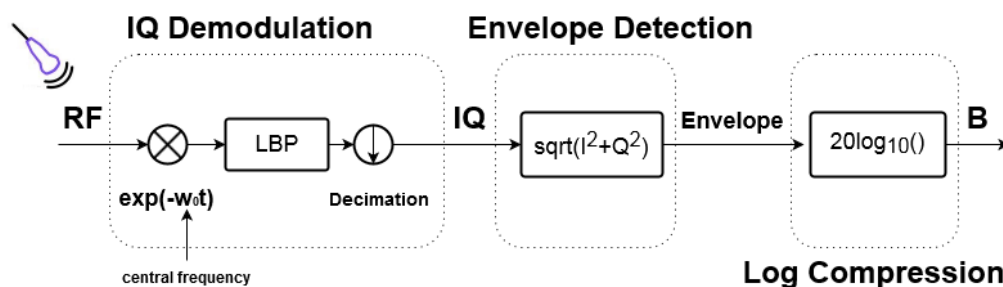 IQ Demodulation
Envelope Detection
RF
LBP
IQ
sqrt(I²+Q²)
Envelope
20log₁₀()
B
exp(-w₀t)
Decimation
central frequency
Log Compression